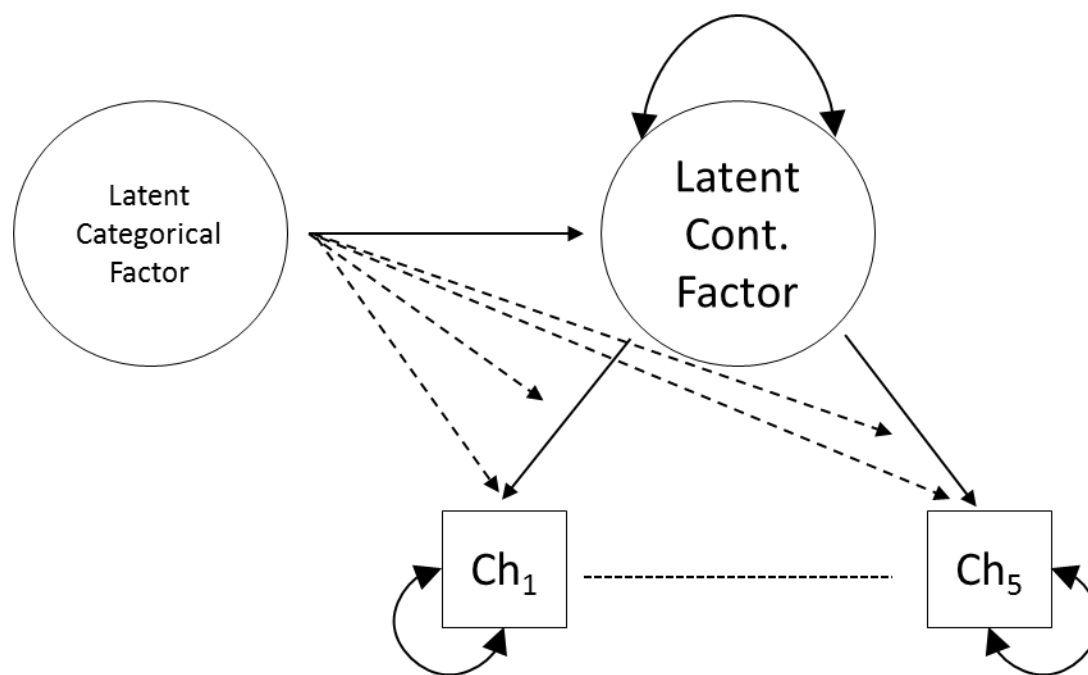 Latent
Categorical
Factor
Latent
Cont.
Factor
Ch₁
Ch₅